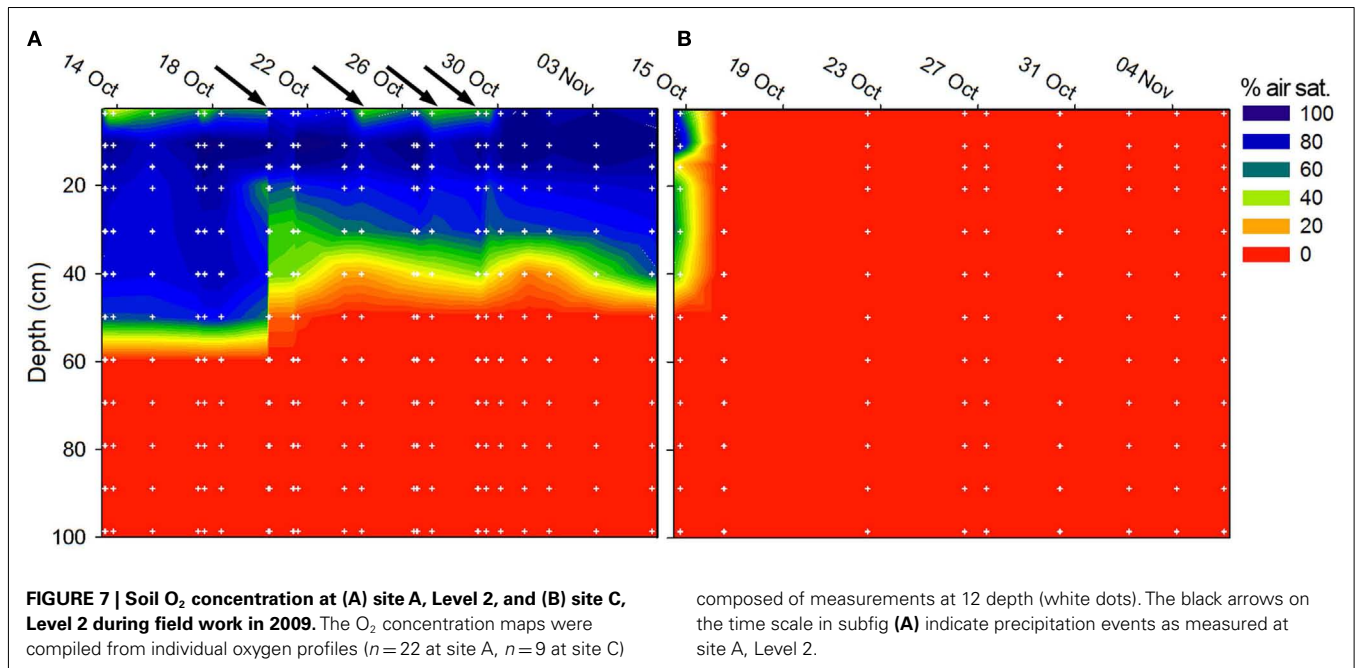 A
B
14 Oct
18 Oct
22 Oct
26 Oct
30 Oct
03 Nov
15 Oct
19 Oct
23 Oct
27 Oct
31 Oct
04 Nov
% air sat.
100
80
60
40
20
0
Depth (cm)
20
40
60
80
100
FIGURE 7 | Soil O₂ concentration at (A) site A, Level 2, and (B) site C,
Level 2 during field work in 2009. The O₂ concentration maps were
compiled from individual oxygen profiles (n = 22 at site A, n = 9 at site C)
composed of measurements at 12 depth (white dots). The black arrows on
the time scale in subfig (A) indicate precipitation events as measured at
site A, Level 2.